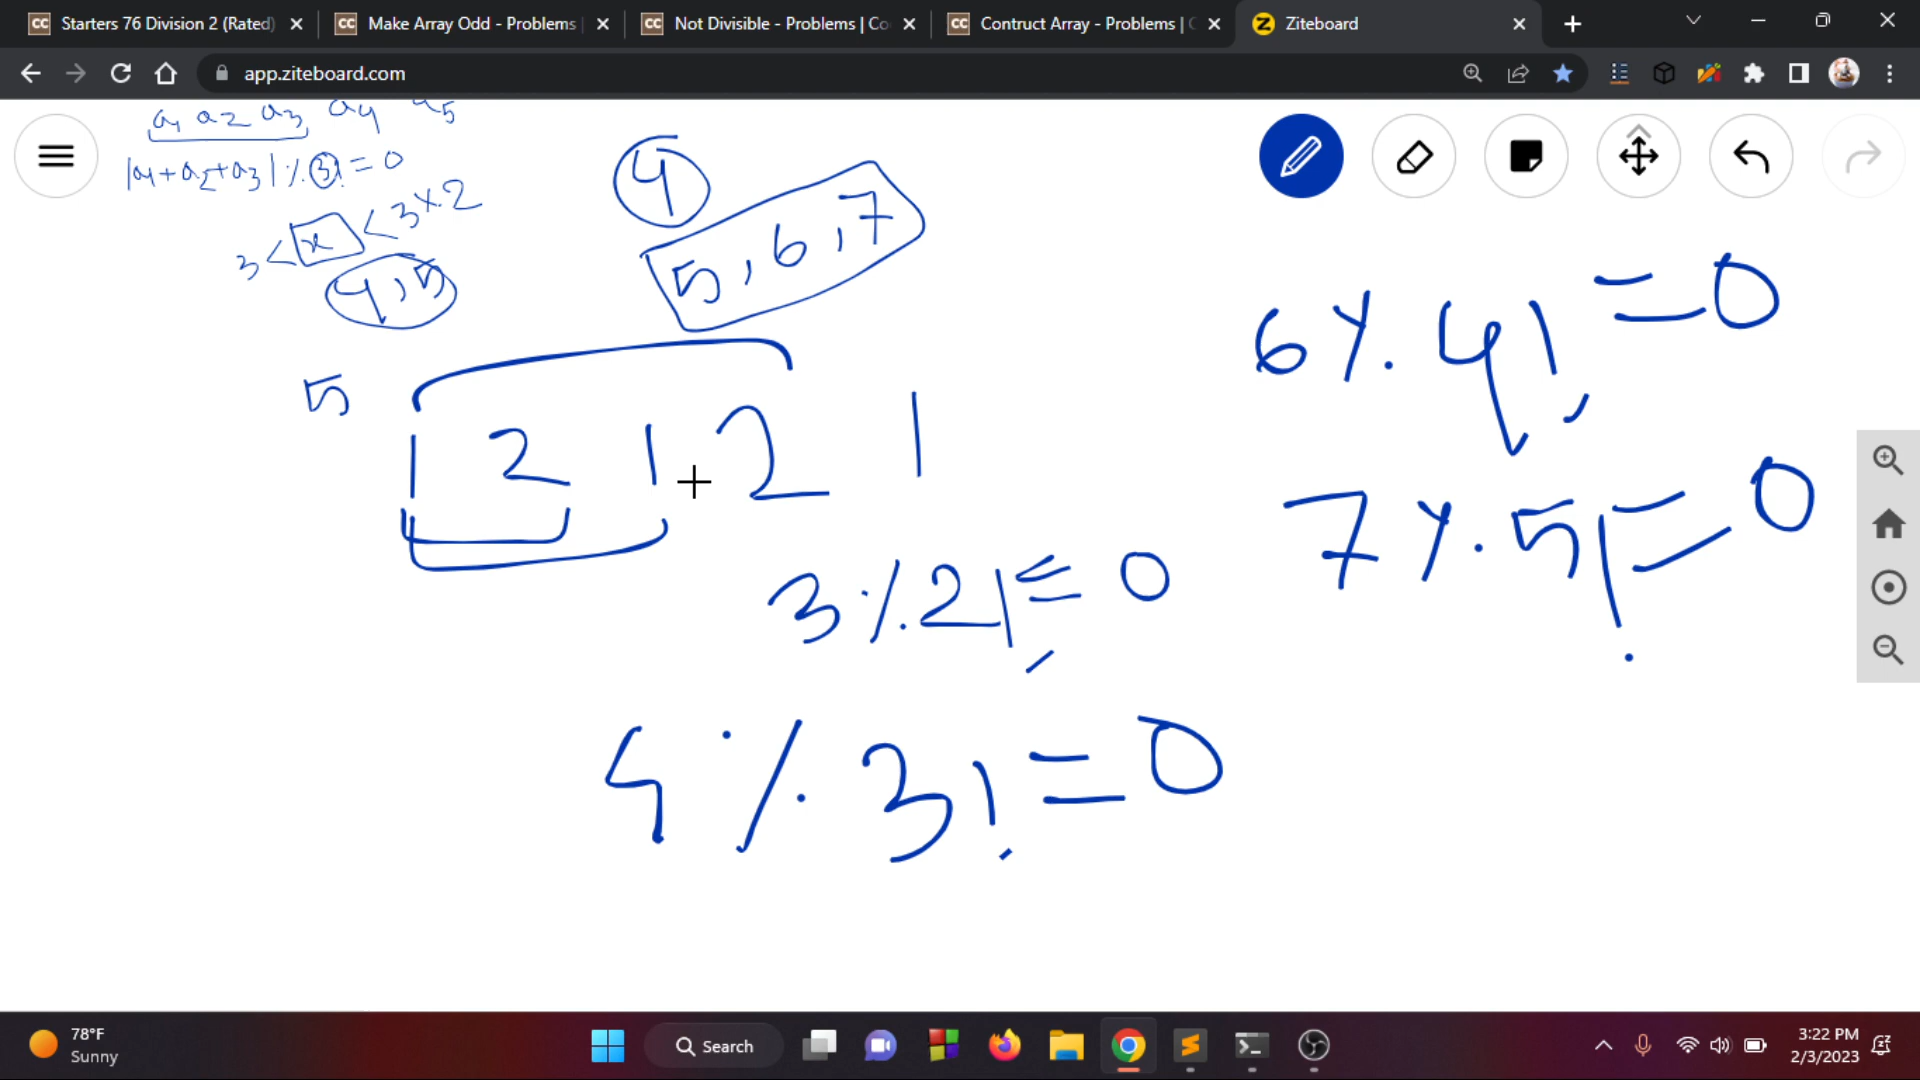 Starters 76 Division 2 (Rated)
Make Array Odd - Problems
Not Divisible - Problems | Co
Contruct Array - Problems | C
Ziteboard
app.ziteboard.com
a1 a2 a3 a4 a5
|a1+a2+a3| % 3! = 0
3 < x < 3 x 2
4, 5
4
5, 6, 7
5
1 2 1 2 1
6 % 4 != 0
7 % 5 != 0
3 % 2 != 0
4 % 3 != 0
78°F
Sunny
Search
3:22 PM
2/3/2023